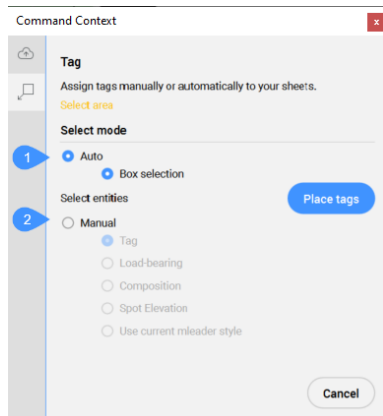 Command Context
x
Tag
Assign tags manually or automatically to your sheets.
Select area
Select mode
1
Auto
Box selection
Select entities
Place tags
2
Manual
Tag
Load-bearing
Composition
Spot Elevation
Use current mleader style
Cancel